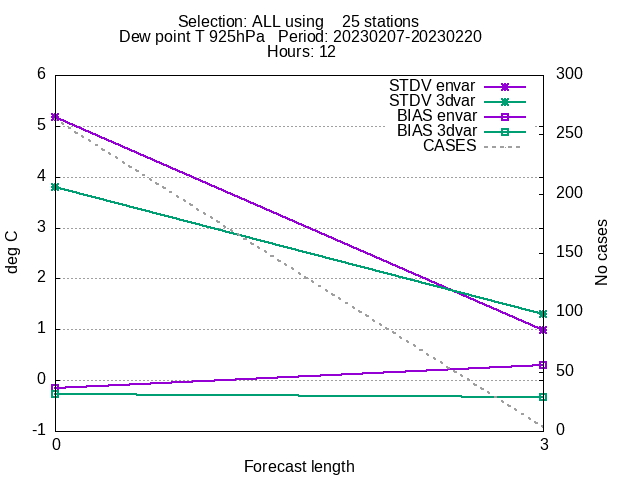 Selection: ALL using    25 stations
Dew point T 925hPa   Period: 20230207-20230220
Hours: 12
STDV envar
STDV 3dvar
BIAS envar
BIAS 3dvar
CASES
6
5
4
3
2
1
0
-1
300
250
200
150
100
50
0
deg C
No cases
0
3
Forecast length